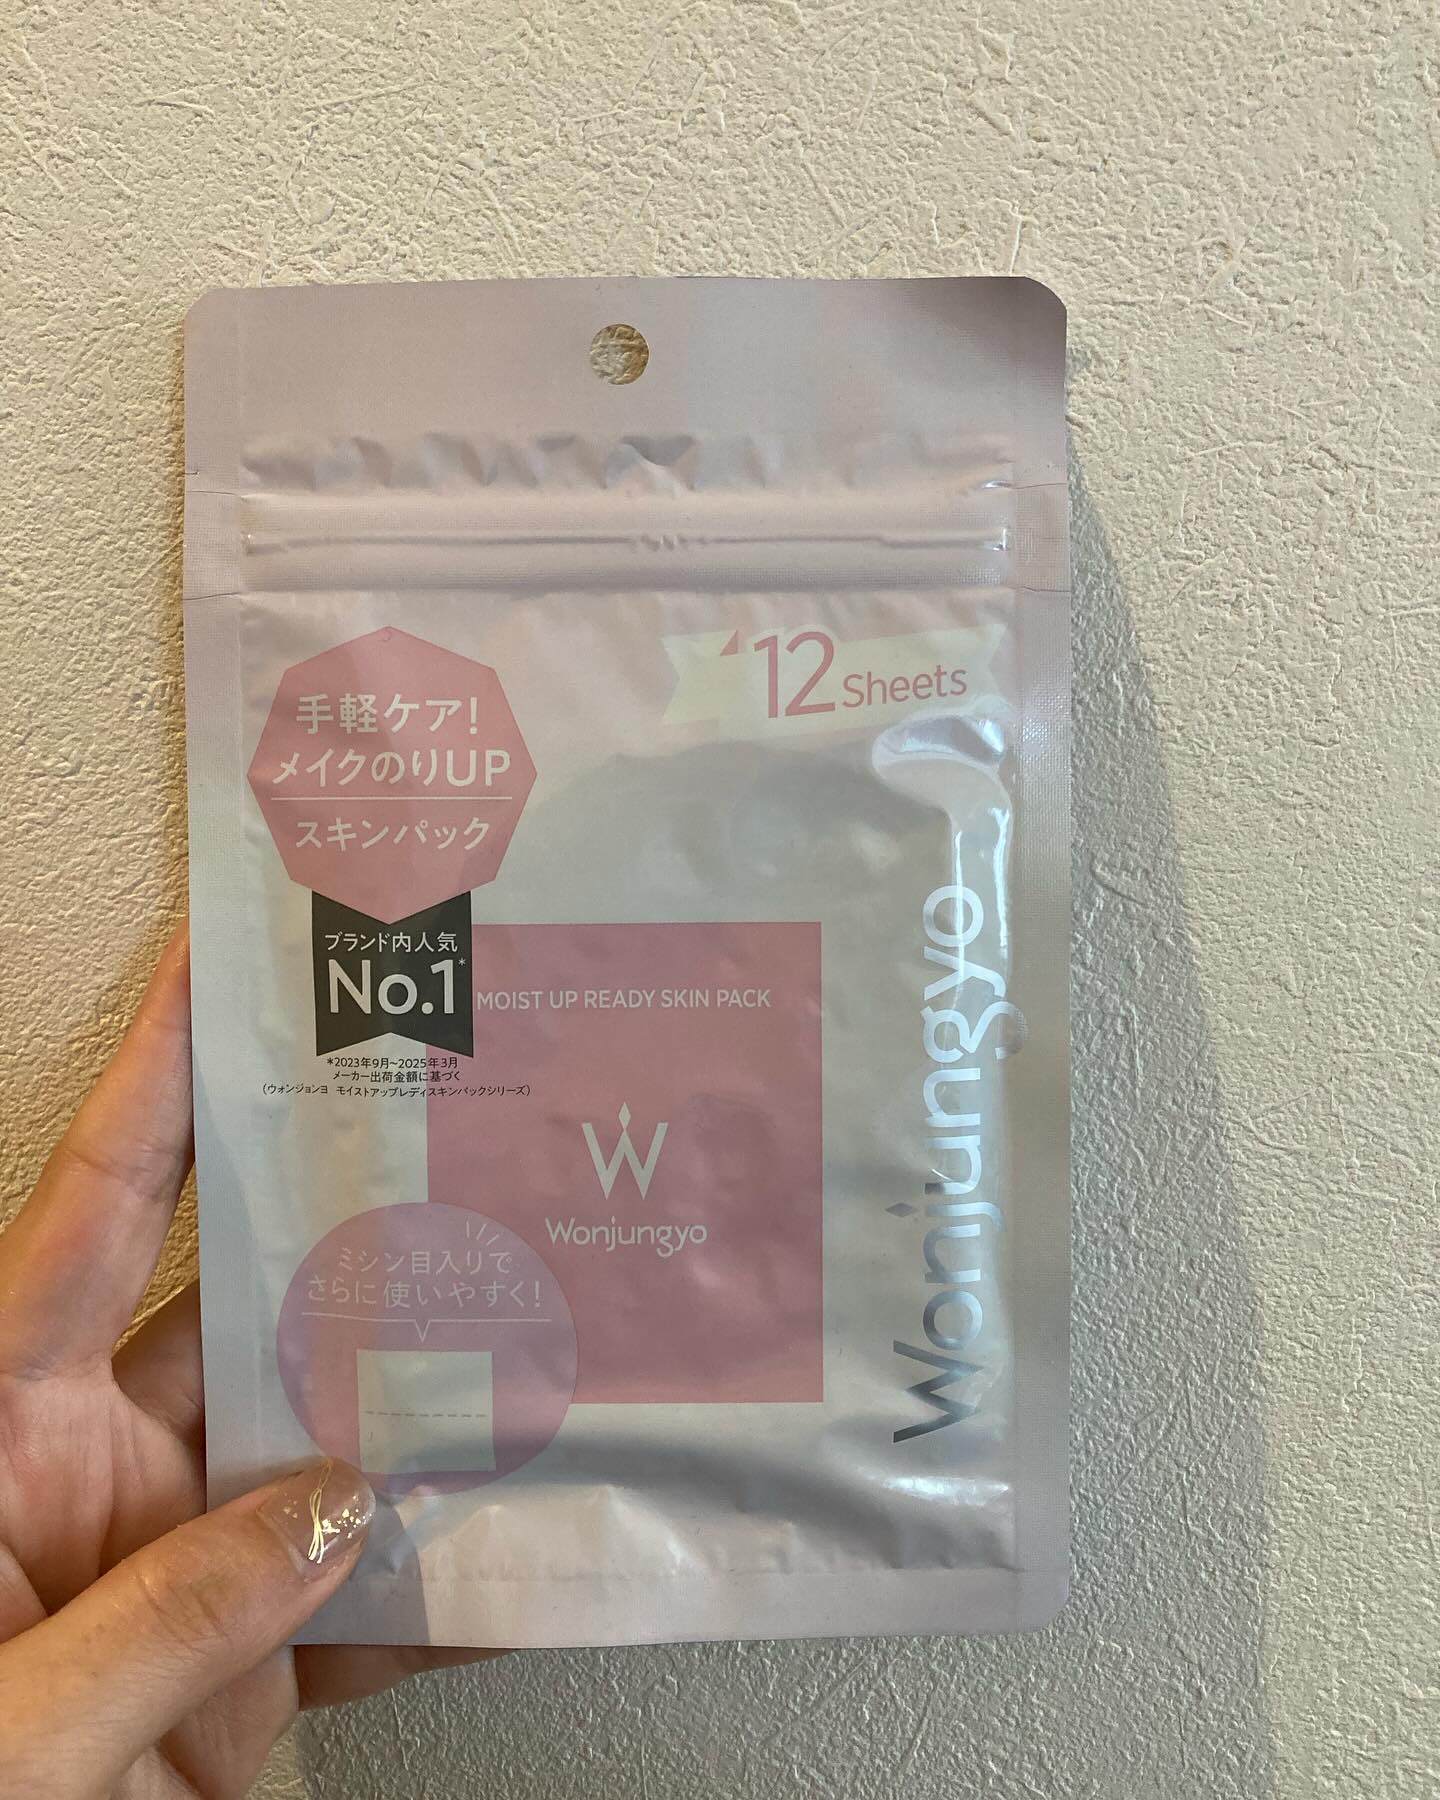 12 Sheets
手軽ケア!
メイクのりUP
スキンパック
ブランド内人気
No.1*
*2023年9月~2025年3月
メーカー出荷金額に基づく
(ウォンジョンヨ モイストアップレディスキンパックシリーズ)
MOIST UP READY SKIN PACK
W
Wonjungyo
Wonjungyo
ミシン目入りで
さらに使いやすく!